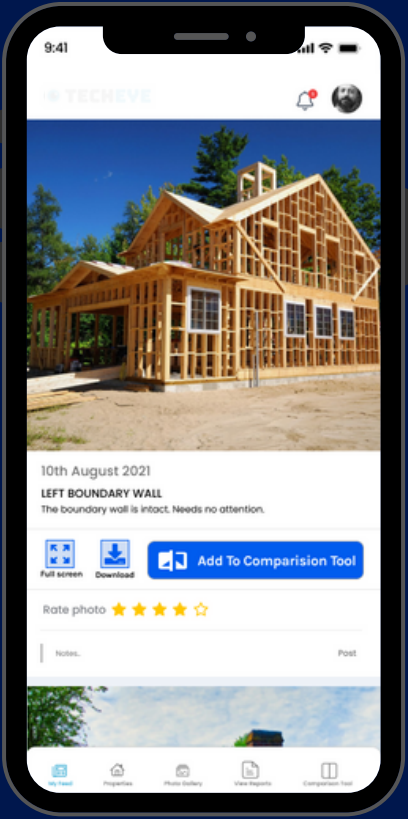 9:41
TECHEYE
10th August 2021
LEFT BOUNDARY WALL
The boundary wall is intact. Needs no attention.
Full screen
Download
Add To Comparision Tool
Rate photo
Notes..
Post
My Feed
Properties
Photo Gallery
View Reports
Comparison Tool